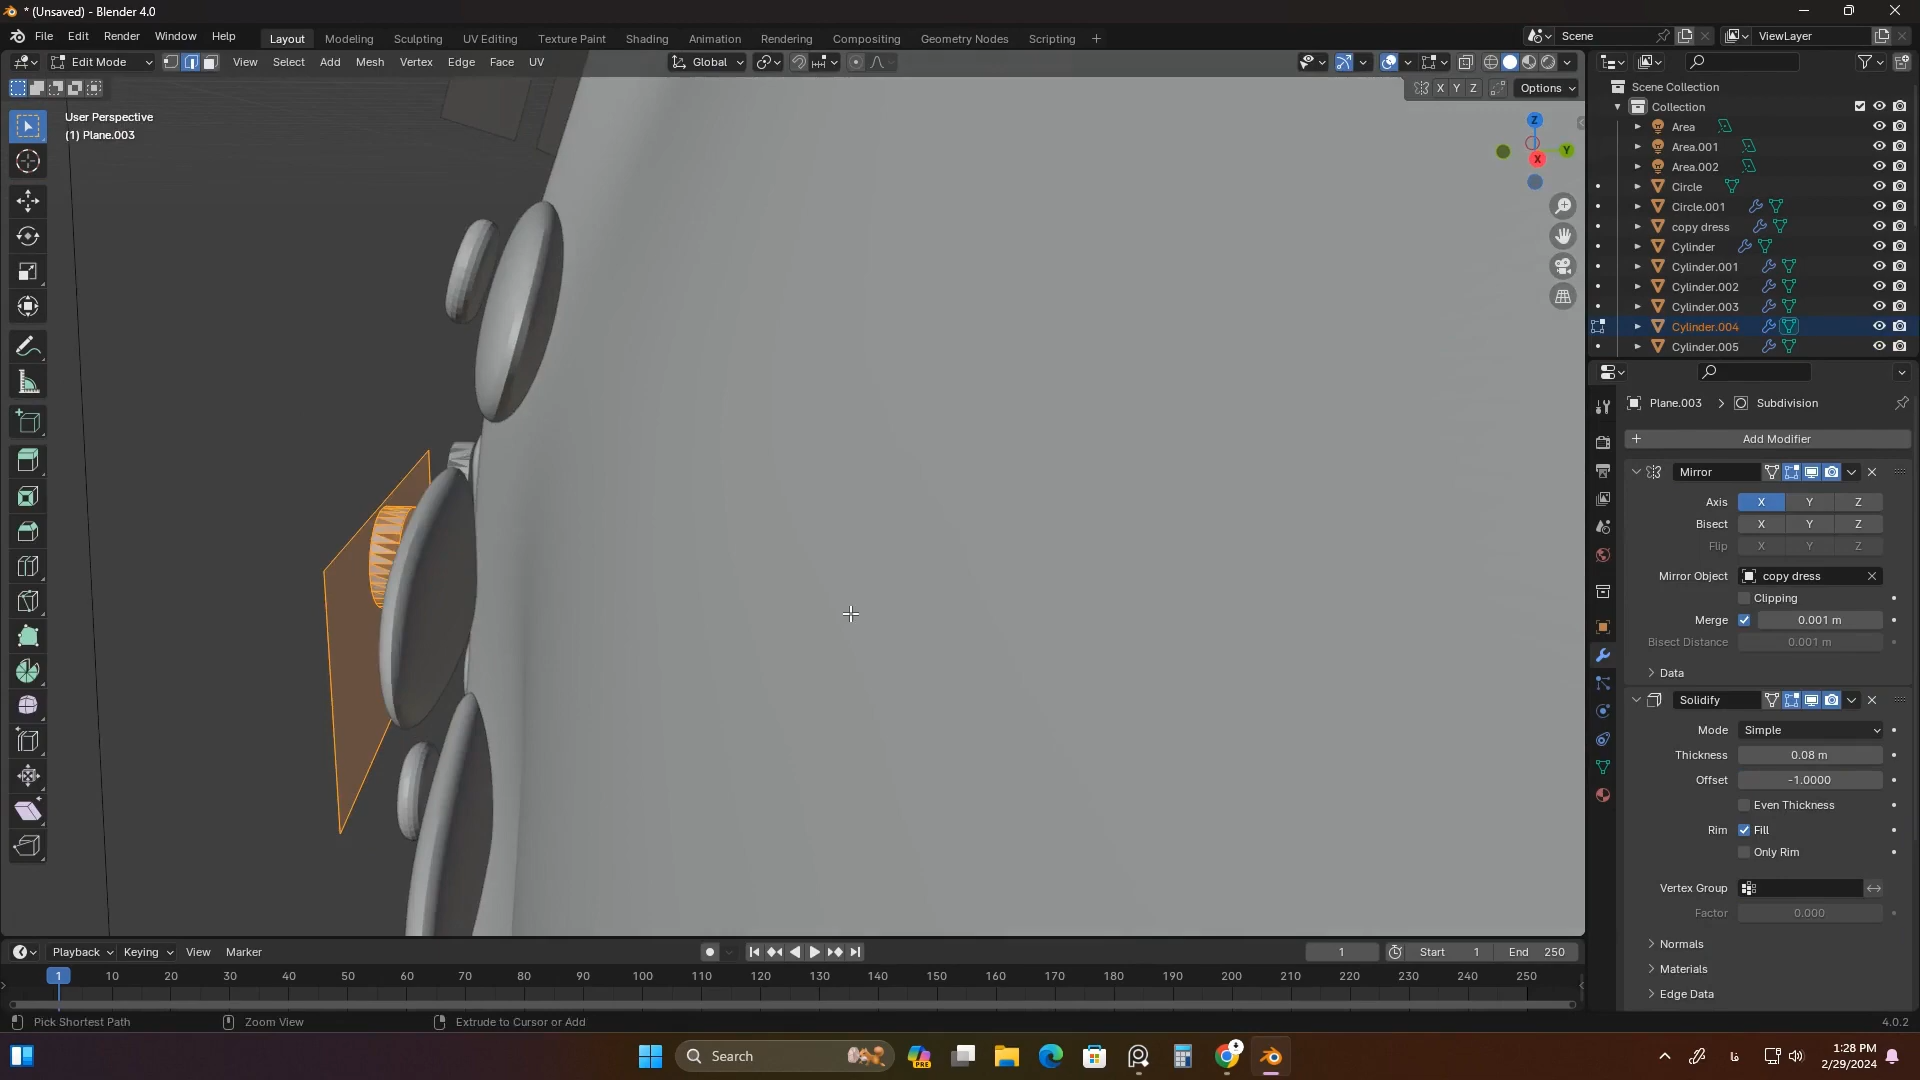 * (Unsaved) - Blender 4.0
File Edit Render Window Help
Layout Modeling Sculpting UV Editing Texture Paint Shading Animation Rendering Compositing Geometry Nodes Scripting +
Scene
ViewLayer
Edit Mode
View Select Add Mesh Vertex Edge Face UV
Global
X Y Z
Options
User Perspective
(1) Plane.003
Z
Y
X
Scene Collection
Collection
Area
Area.001
Area.002
Circle
Circle.001
copy dress
Cylinder
Cylinder.001
Cylinder.002
Cylinder.003
Cylinder.004
Cylinder.005
Plane.003 > Subdivision
+ Add Modifier
Mirror
Axis X Y Z
Bisect X Y Z
Flip X Y Z
Mirror Object copy dress
Clipping
Merge 0.001 m
Bisect Distance 0.001 m
Data
Solidify
Mode Simple
Thickness 0.08 m
Offset -1.0000
Even Thickness
Rim Fill
Only Rim
Vertex Group
Factor 0.000
Normals
Materials
Edge Data
Playback Keying View Marker
1
Start 1 End 250
1 10 20 30 40 50 60 70 80 90 100 110 120 130 140 150 160 170 180 190 200 210 220 230 240 250
Pick Shortest Path Zoom View Extrude to Cursor or Add 4.0.2
Search
PRE
فا
1:28 PM
2/29/2024